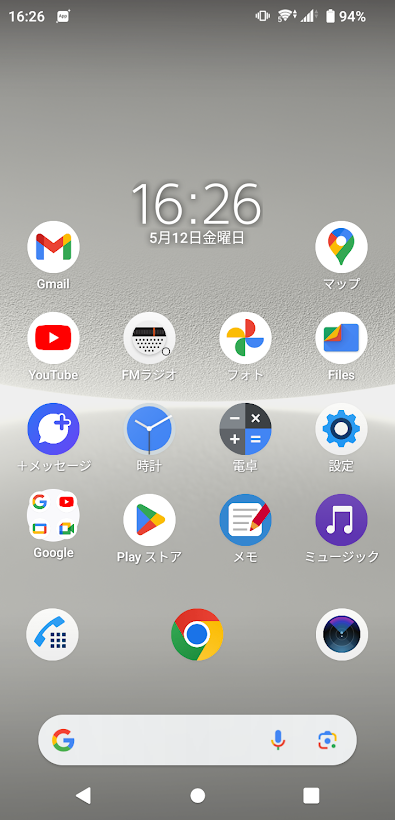 16:26
94%
16:26
5月12日金曜日
Gmail
マップ
YouTube
FMラジオ
フォト
Files
＋メッセージ
時計
電卓
設定
Google
Play ストア
メモ
ミュージック